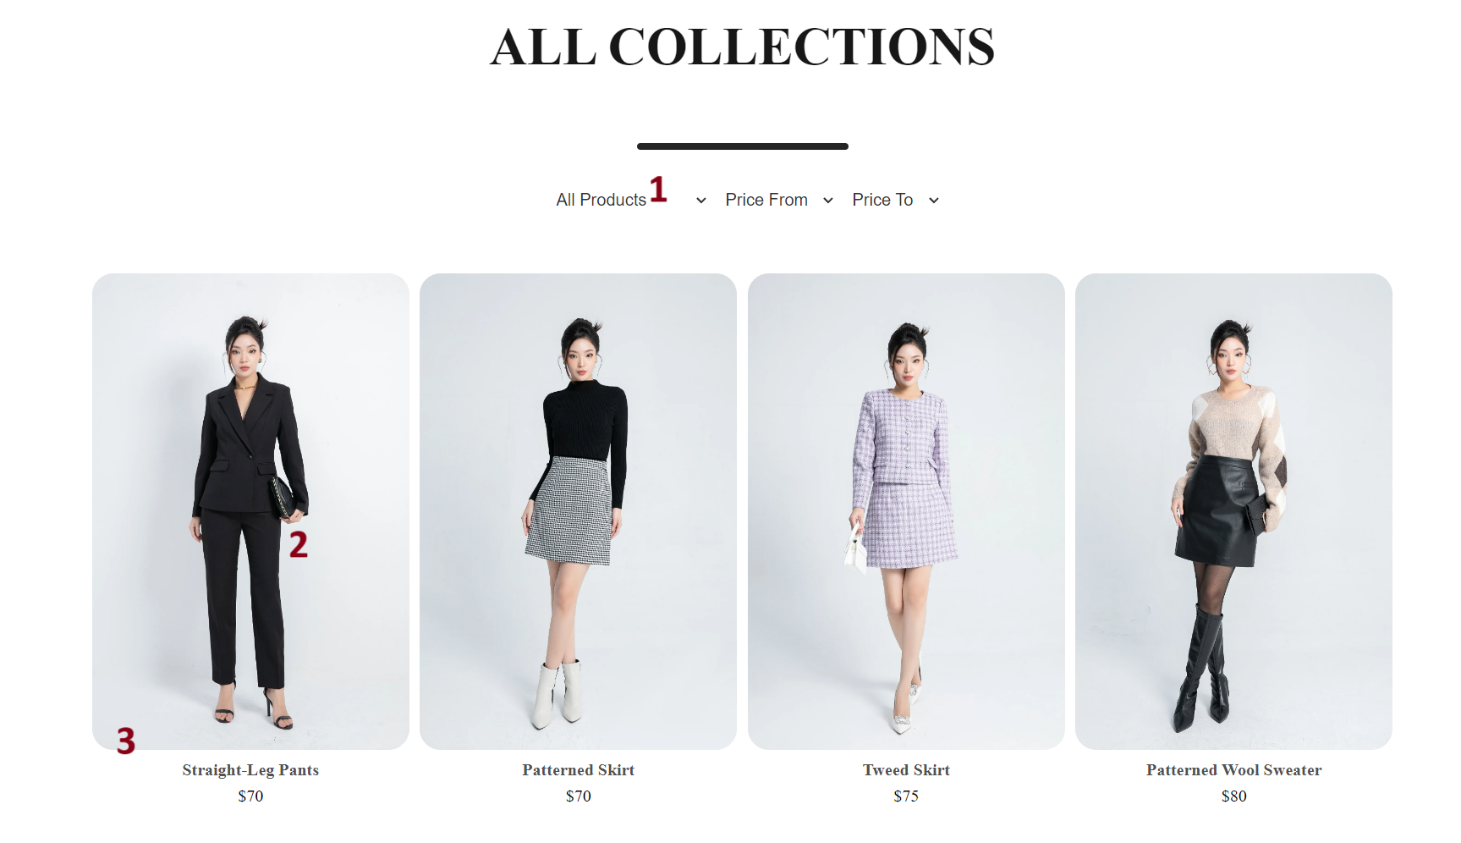 ALL COLLECTIONS
All Products 1 Price From Price To
2
3
Straight-Leg Pants Patterned Skirt Tweed Skirt Patterned Wool Sweater
$70 $70 $75 $80